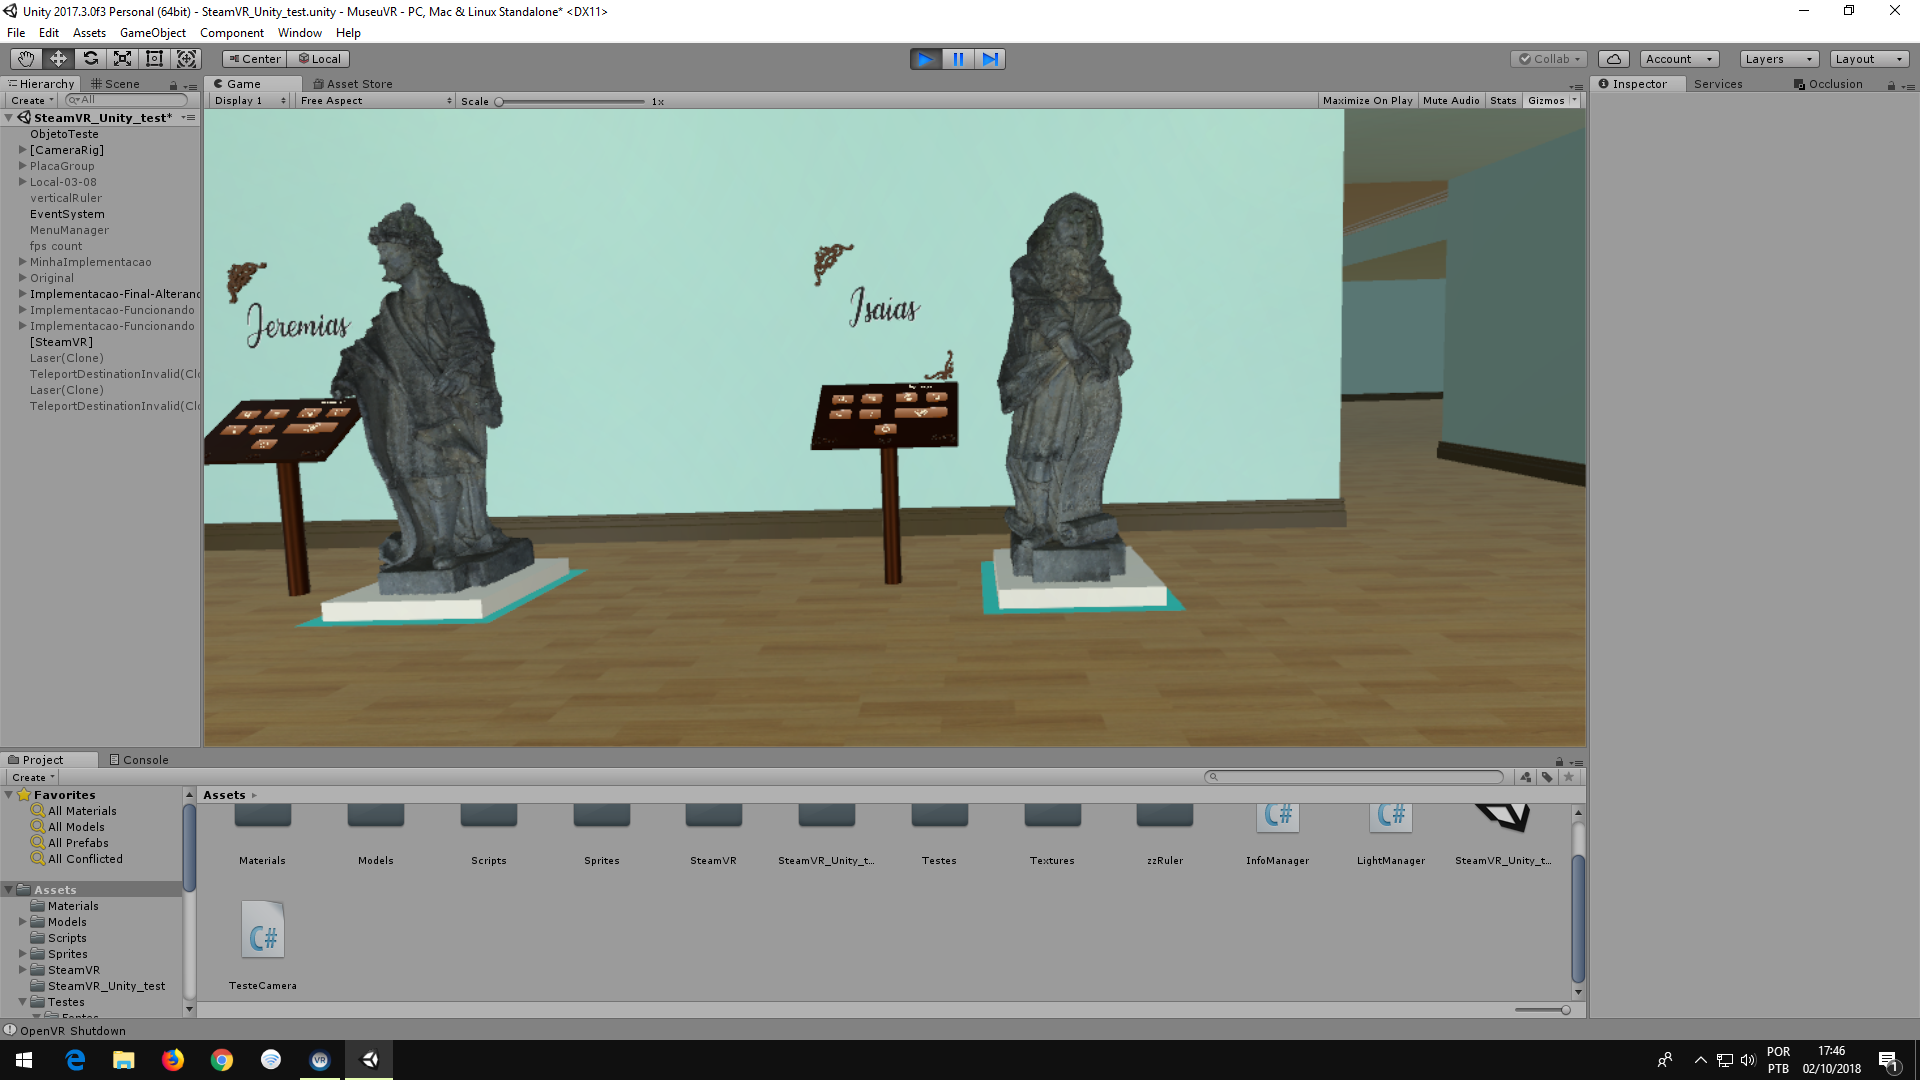 Unity 2017.3.0f3 Personal (64bit) - SteamVR_Unity_test.unity - MuseuVR - PC, Mac & Linux Standalone* <DX11>
File Edit Assets GameObject Component Window Help
Center Local Collab Account Layers Layout
Hierarchy Scene Game Asset Store Inspector Services Occlusion
Create All Display 1 Free Aspect Scale 1x Maximize On Play Mute Audio Stats Gizmos
SteamVR_Unity_test*
ObjetoTeste
[CameraRig]
PlacaGroup
Local-03-08
verticalRuler
EventSystem
MenuManager
fps count
MinhaImplementacao
Original
Implementacao-Final-Alterand
Implementacao-Funcionando
Implementacao-Funcionando
[SteamVR]
Laser(Clone)
TeleportDestinationInvalid(Cl
Laser(Clone)
TeleportDestinationInvalid(Cl
Jeremias
Isaias
Project Console
Create
Favorites
All Materials
All Models
All Prefabs
All Conflicted
Assets
Materials
Models
Scripts
Sprites
SteamVR
SteamVR_Unity_test
Testes
Fontes
Assets
Materials Models Scripts Sprites SteamVR SteamVR_Unity_t... Testes Textures zzRuler InfoManager LightManager SteamVR_Unity_t...
C# C#
C#
TesteCamera
OpenVR Shutdown
VR
POR
PTB
17:46
02/10/2018
1